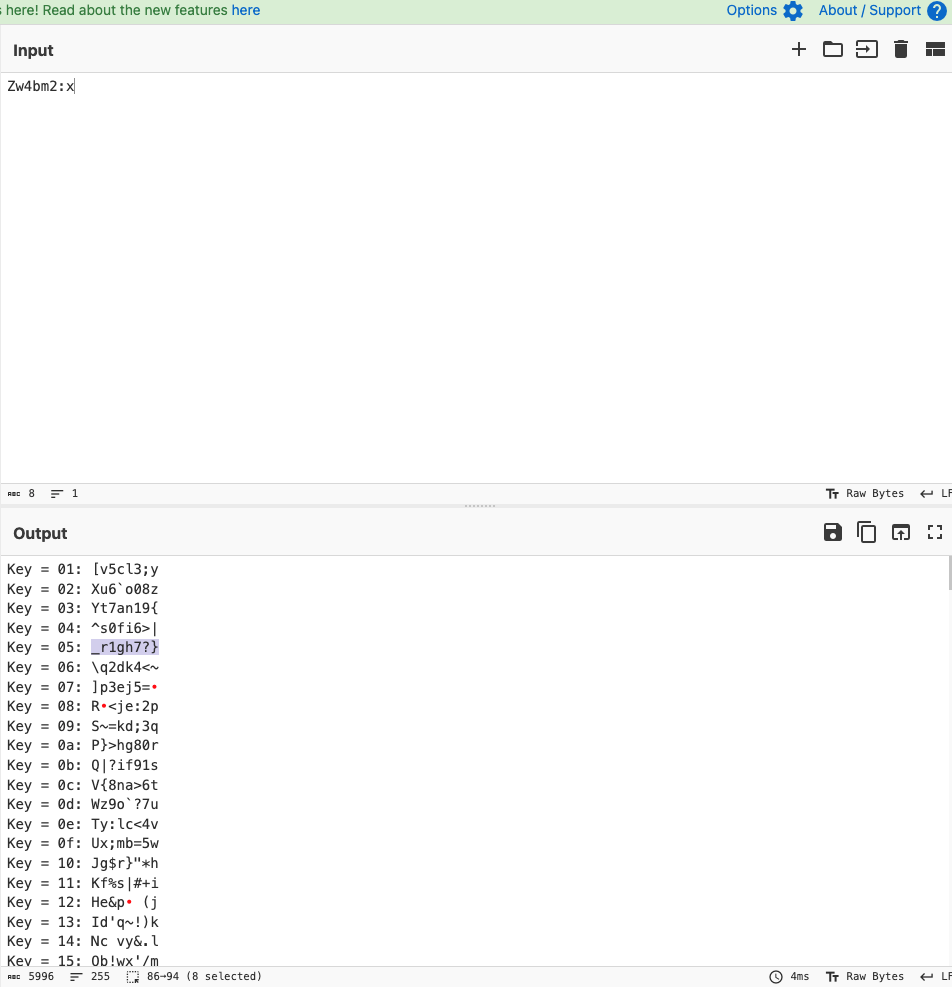 s here! Read about the new features here
Options About / Support ?
Input
Zw4bm2:x
ABC 8 1 Tт Raw Bytes LF
Output
Key = 01: [v5cl3;y
Key = 02: Xu6`o08z
Key = 03: Yt7an19{
Key = 04: ^s0fi6>|
Key = 05: _r1gh7?}
Key = 06: \q2dk4<~
Key = 07: ]p3ej5=•
Key = 08: R•<je:2p
Key = 09: S~=kd;3q
Key = 0a: P}>hg80r
Key = 0b: Q|?if91s
Key = 0c: V{8na>6t
Key = 0d: Wz9o`?7u
Key = 0e: Ty:lc<4v
Key = 0f: Ux;mb=5w
Key = 10: Jg$r}"*h
Key = 11: Kf%s|#+i
Key = 12: He&p• (j
Key = 13: Id'q~!)k
Key = 14: Nc vy&.l
Key = 15: Ob!wx'/m
ABC 5996 255 86→94 (8 selected) 4ms Tт Raw Bytes LF